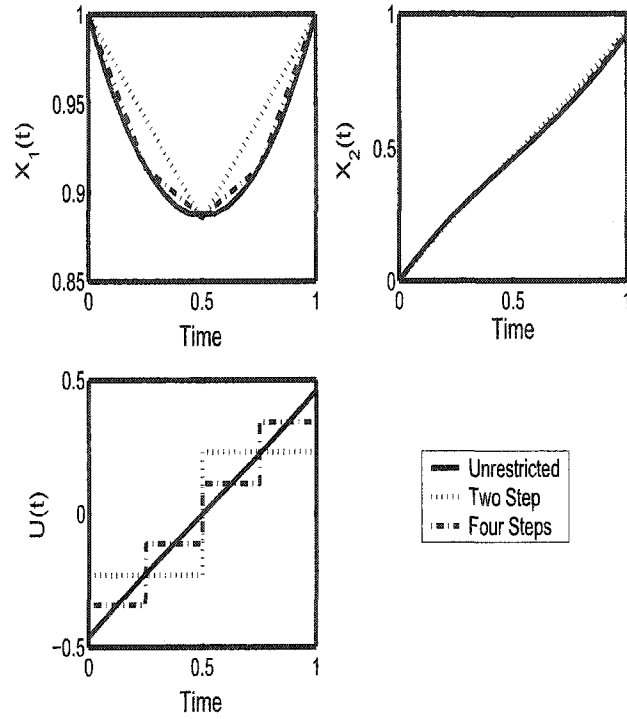 1
0.95
0.9
0.85
X1(t)
0
0.5
1
Time
1
0.5
0
X2(t)
0
0.5
1
Time
0.5
0
−0.5
U(t)
0
0.5
1
Time
Unrestricted
Two Step
Four Steps